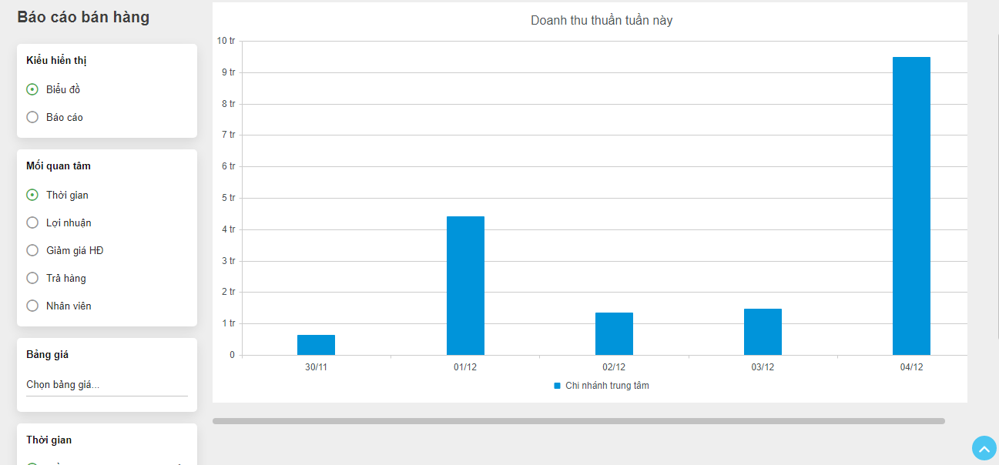 Báo cáo bán hàng
Kiểu hiển thị
Biểu đồ
Báo cáo
Mối quan tâm
Thời gian
Lợi nhuận
Giảm giá HĐ
Trả hàng
Nhân viên
Bảng giá
Chọn bảng giá...
Thời gian
Doanh thu thuần tuần này
10 tr
9 tr
8 tr
7 tr
6 tr
5 tr
4 tr
3 tr
2 tr
1 tr
0
30/11 01/12 02/12 03/12 04/12
Chi nhánh trung tâm